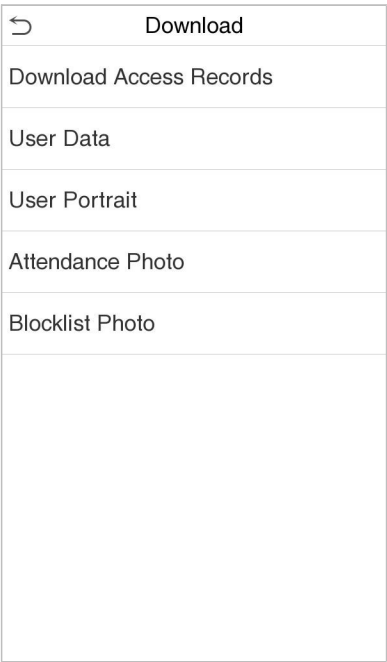 Download
Download Access Records
User Data
User Portrait
Attendance Photo
Blocklist Photo